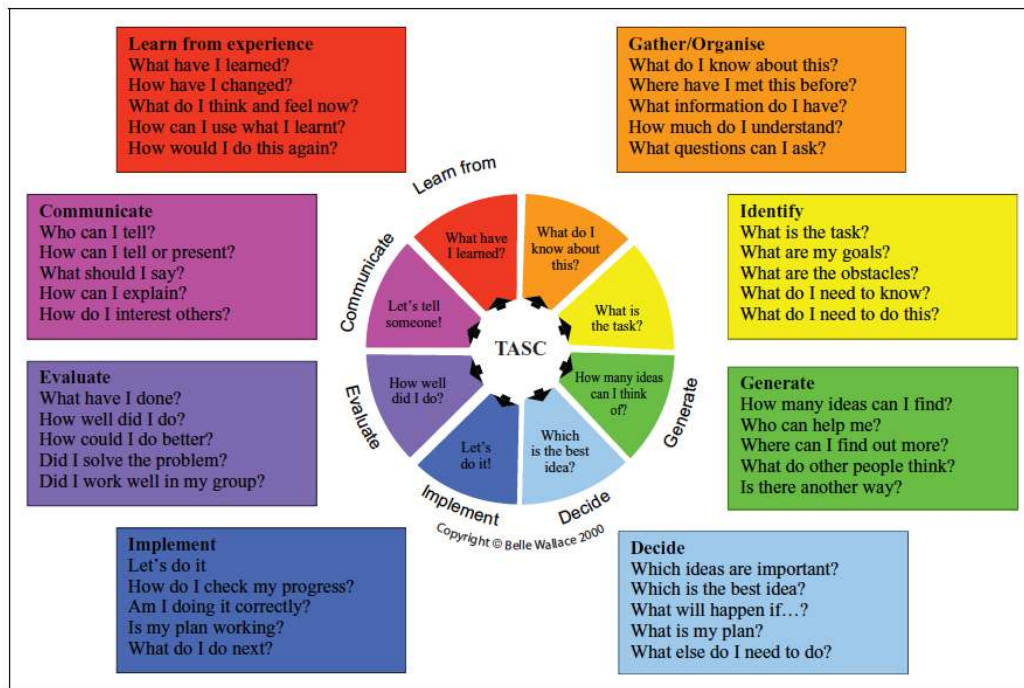 Learn from experience
What have I learned?
How have I changed?
What do I think and feel now?
How can I use what I learnt?
How would I do this again?
Gather/Organise
What do I know about this?
Where have I met this before?
What information do I have?
How much do I understand?
What questions can I ask?
Communicate
Who can I tell?
How can I tell or present?
What should I say?
How can I explain?
How do I interest others?
Identify
What is the task?
What are my goals?
What are the obstacles?
What do I need to know?
What do I need to do this?
Evaluate
What have I done?
How well did I do?
How could I do better?
Did I solve the problem?
Did I work well in my group?
Generate
How many ideas can I find?
Who can help me?
Where can I find out more?
What do other people think?
Is there another way?
Implement
Let's do it
How do I check my progress?
Am I doing it correctly?
Is my plan working?
What do I do next?
Decide
Which ideas are important?
Which is the best idea?
What will happen if…?
What is my plan?
What else do I need to do?
Learn from
What have
I learned?
What do I
know about
this?
What is
the task?
Generate
How many ideas
can I think
of?
Decide
Which
is the best
idea?
Implement
Let's
do it!
Evaluate
How well
did I do?
Communicate
Let's tell
someone!
TASC
Copyright © Belle Wallace 2000